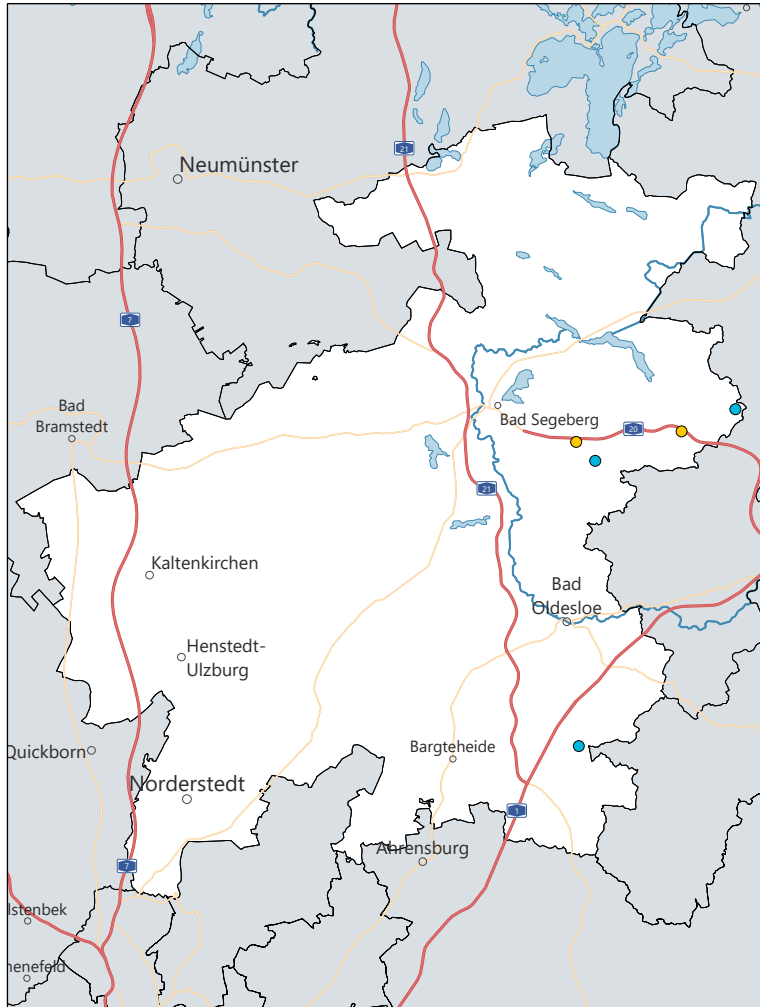 21
Neumünster
7
Bad
Bramstedt
Bad Segeberg
20
21
Kaltenkirchen
Bad
Oldesloe
Henstedt-
Ulzburg
Quickborn
Bargteheide
Norderstedt
1
Ahrensburg
7
lstenbek
nenefeld